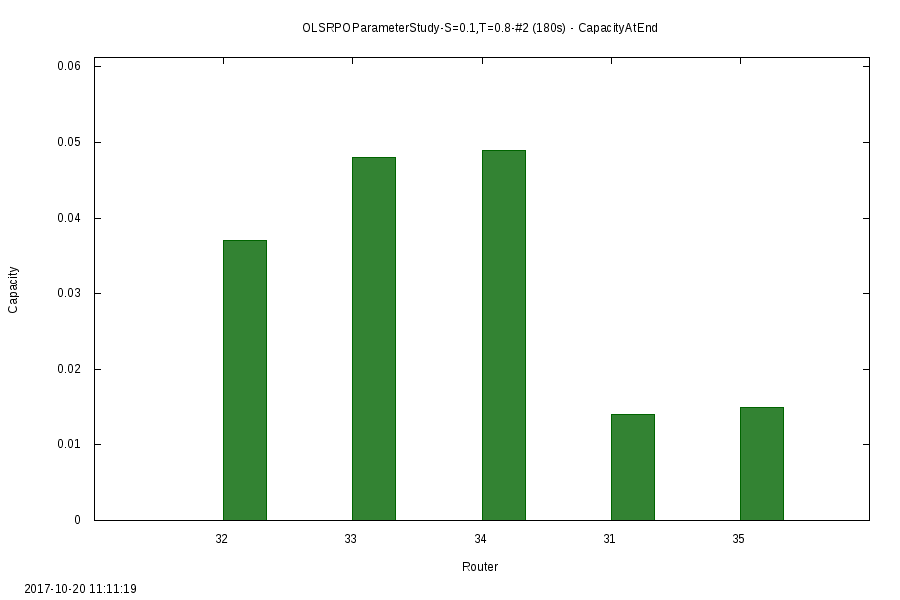 OLSRPOParameterStudy-S=0.1,T=0.8-#2 (180s) - CapacityAtEnd
0.06
0.05
0.04
0.03
0.02
0.01
0
Capacity
32 33 34 31 35
Router
2017-10-20 11:11:19